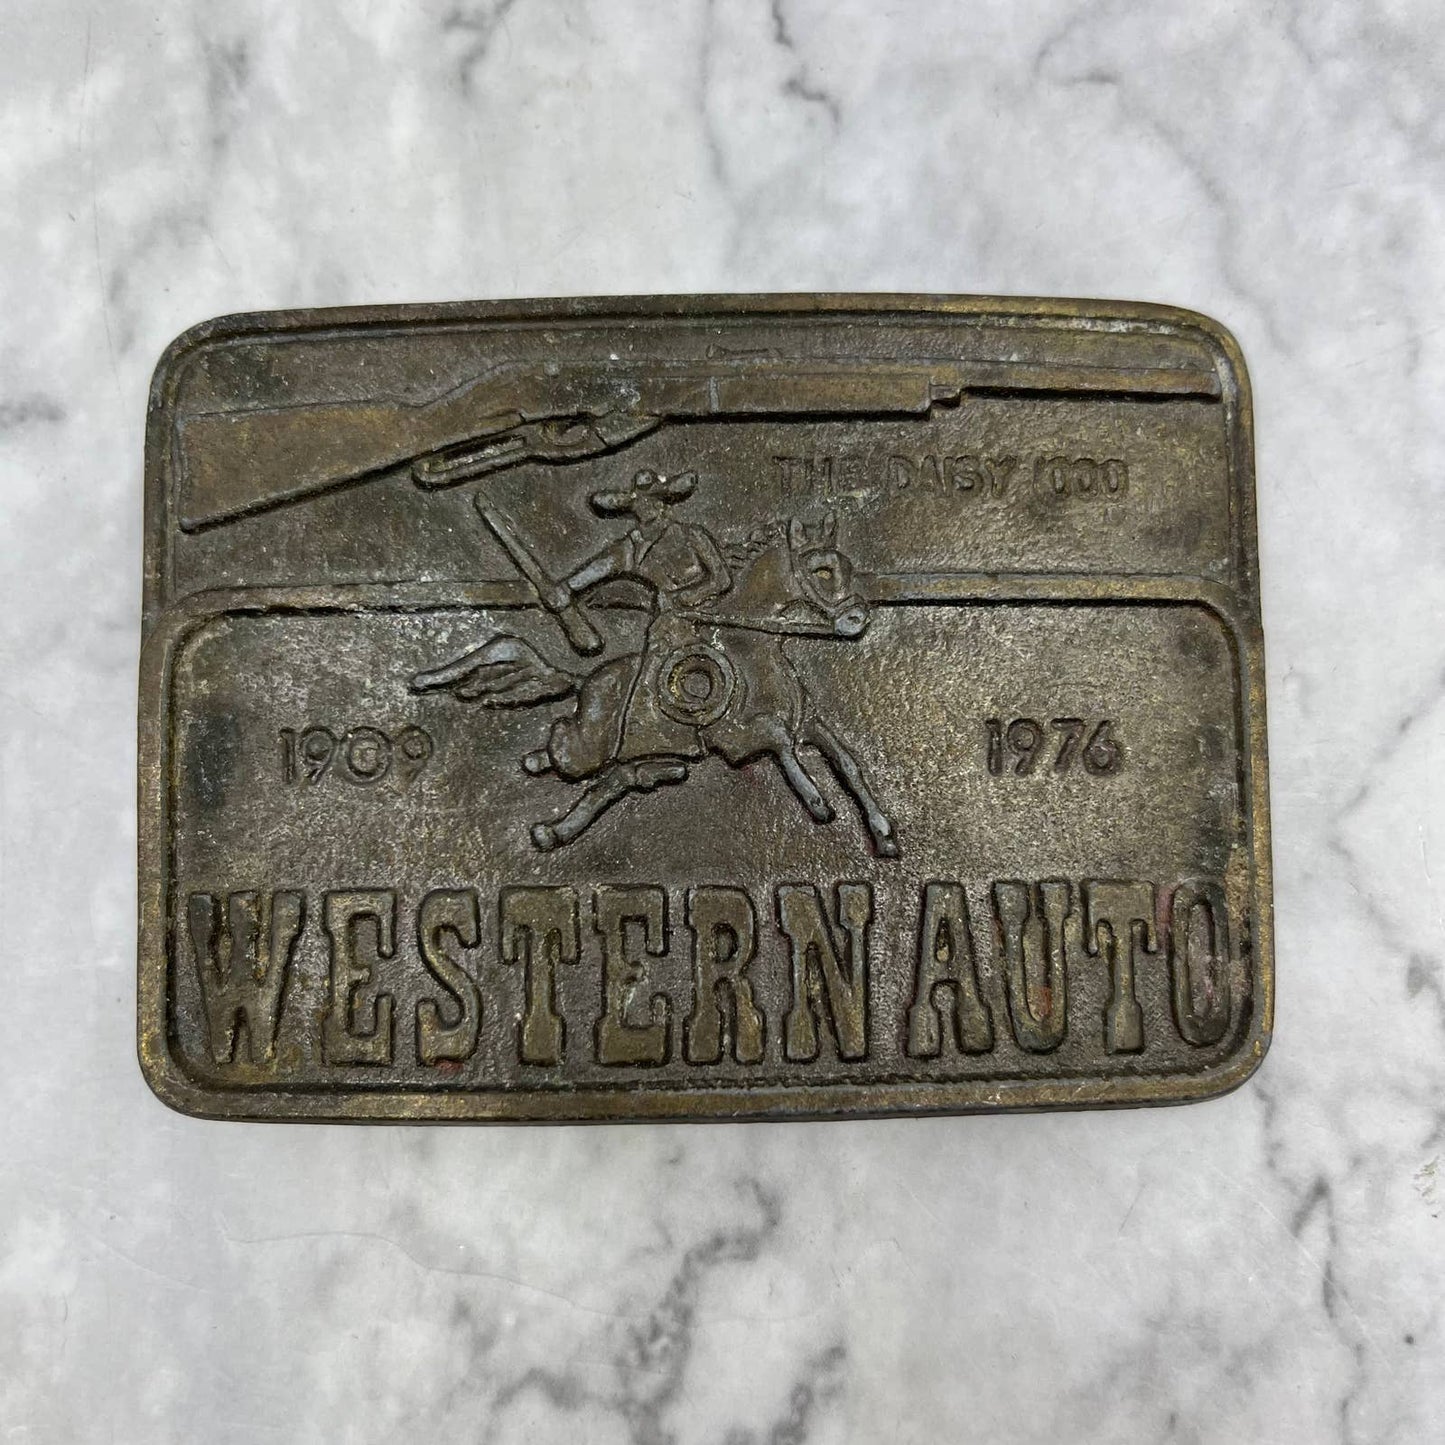 THE DAISY 1000
1909 1976
WESTERN AUTO